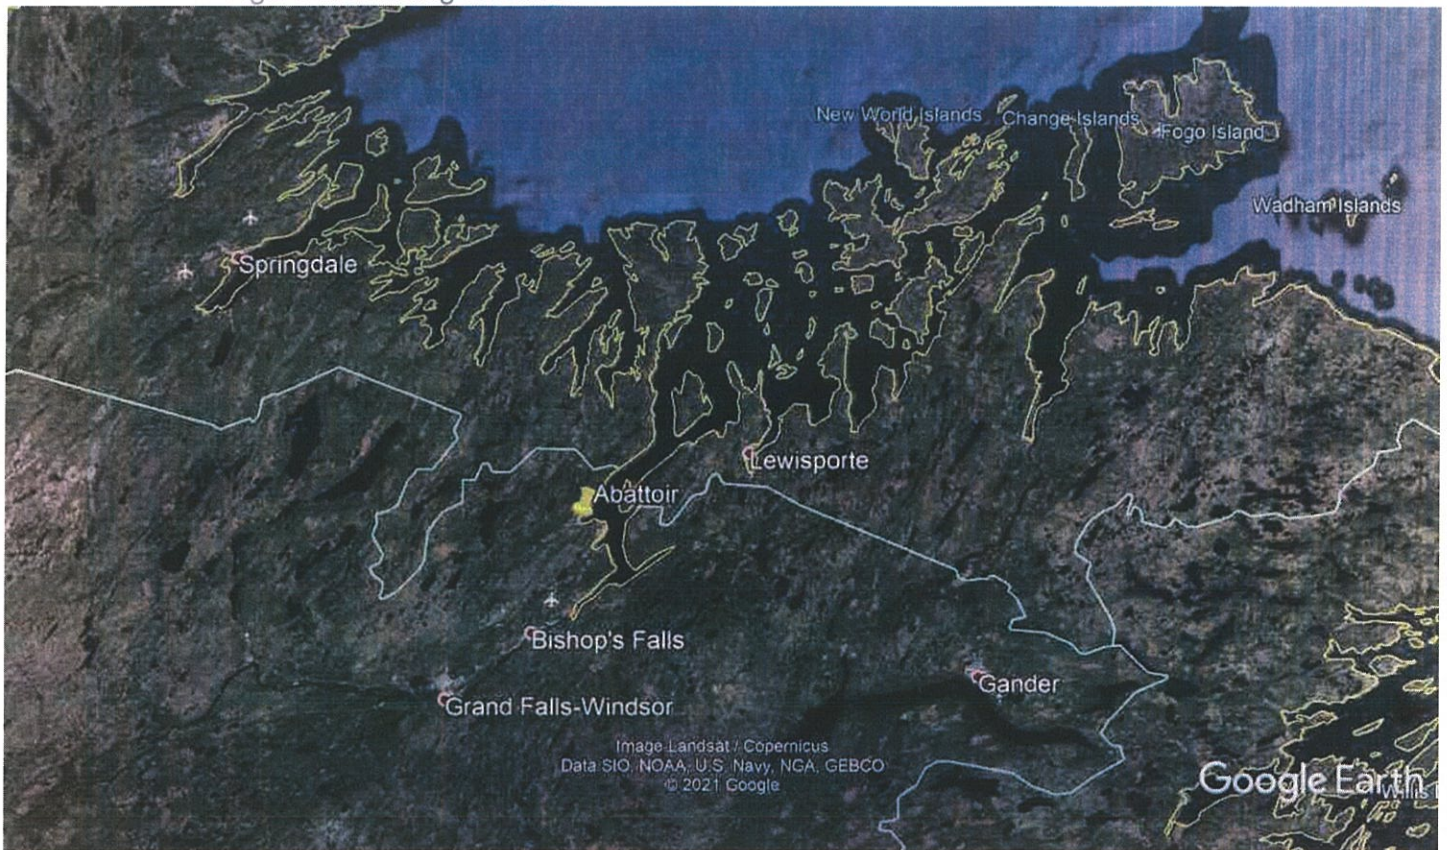 New World Islands
Change Islands
Fogo Island
Wadham Islands
Springdale
Lewisporte
Abattoir
Bishop's Falls
Gander
Grand Falls-Windsor
Image Landsat / Copernicus
Data SIO, NOAA, U.S. Navy, NGA, GEBCO
© 2021 Google
Google Earth